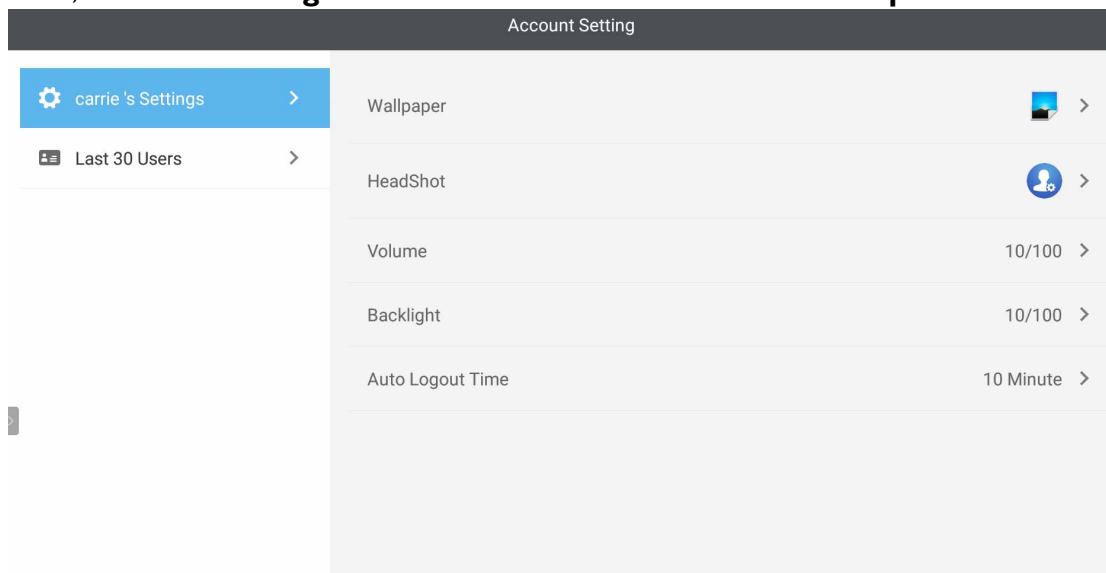 Account Setting
carrie 's Settings
Last 30 Users
Wallpaper
HeadShot
Volume 10/100
Backlight 10/100
Auto Logout Time 10 Minute